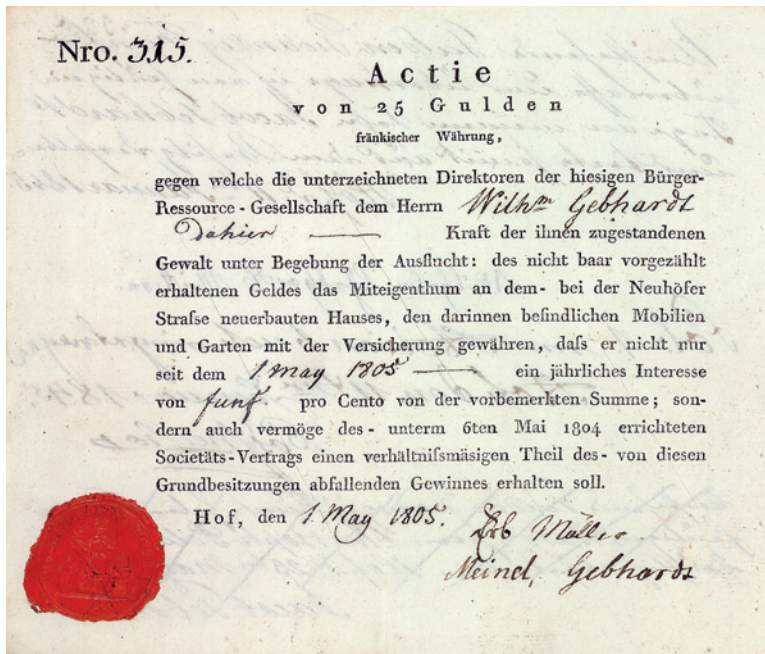 Nro. 315.
Actie
von 25 Gulden
fränkischer Währung,
gegen welche die unterzeichneten Direktoren der hiesigen Bürger-
Ressource-Gesellschaft dem Herrn Wilhm Gebhardt
Dahier Kraft der ihnen zugestandenen
Gewalt unter Begebung der Ausflucht: des nicht baar vorgezählt
erhaltenen Geldes das Miteigenthum an dem- bei der Neuhöfer
Straſse neuerbauten Hauses, den darinnen befindlichen Mobilien
und Garten mit der Versicherung gewähren, daſs er nicht nur
seit dem 1 May 1805 — ein jährliches Interesse
von funf pro Cento von der vorbemerkten Summe; son-
dern auch vermöge des- unterm 6ten Mai 1804 errichteten
Societäts-Vertrags einen verhältniſsmäsigen Theil des- von diesen
Grundbesitzungen abfallenden Gewinnes erhalten soll.
Hof, den 1. May 1805.
Erb Müller
Meinel, Gebhardt